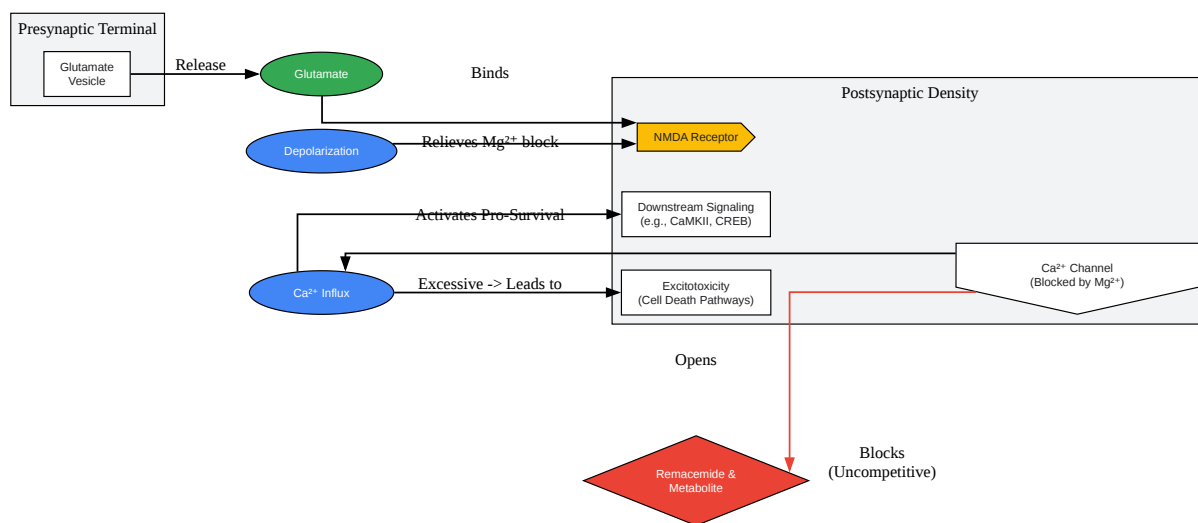 Presynaptic Terminal
Glutamate
Vesicle
Release
Glutamate
Binds
Postsynaptic Density
NMDA Receptor
Depolarization
Relieves Mg²⁺ block
Downstream Signaling
(e.g., CaMKII, CREB)
Activates Pro-Survival
Ca²⁺ Channel
(Blocked by Mg²⁺)
Ca²⁺ Influx
Excessive -> Leads to
Excitotoxicity
(Cell Death Pathways)
Opens
Blocks
(Uncompetitive)
Remacemide &
Metabolite